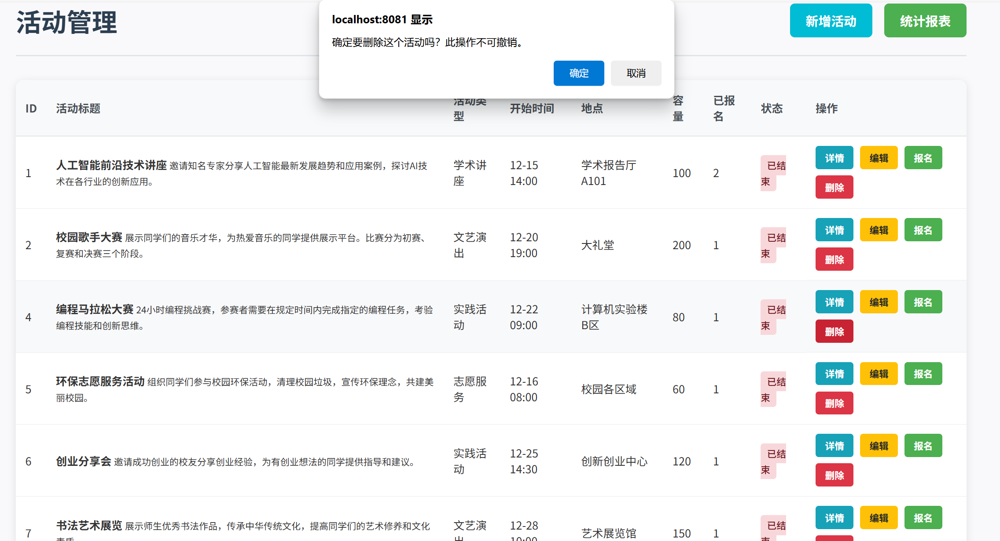 活动管理
localhost:8081 显示
确定要删除这个活动吗？此操作不可撤销。
确定 取消
新增活动 统计报表
ID 活动标题 活动类型 开始时间 地点 容量 已报名 状态 操作
1 人工智能前沿技术讲座 邀请知名专家分享人工智能最新发展趋势和应用案例，探讨AI技
术在各行业的创新应用。
学术讲
座
12-15
14:00
学术报告厅
A101
100
2
已结
束
详情 编辑 报名
删除
2 校园歌手大赛 展示同学们的音乐才华，为热爱音乐的同学提供展示平台。比赛分为初赛、
复赛和决赛三个阶段。
文艺演
出
12-20
19:00
大礼堂
200
1
已结
束
详情 编辑 报名
删除
4 编程马拉松大赛 24小时编程挑战赛，参赛者需要在规定时间内完成指定的编程任务，考验
编程技能和创新思维。
实践活
动
12-22
09:00
计算机实验楼
B区
80
1
已结
束
详情 编辑 报名
删除
5 环保志愿服务活动 组织同学们参与校园环保活动，清理校园垃圾，宣传环保理念，共建美
丽校园。
志愿服
务
12-16
08:00
校园各区域
60
1
已结
束
详情 编辑 报名
删除
6 创业分享会 邀请成功创业的校友分享创业经验，为有创业想法的同学提供指导和建议。
实践活
动
12-25
14:30
创新创业中心
120
1
已结
束
详情 编辑 报名
删除
7 书法艺术展览 展示师生优秀书法作品，传承中华传统文化，提高同学们的艺术修养和文化
文艺演
12-28
艺术展览馆
150
1
已结
详情 编辑 报名